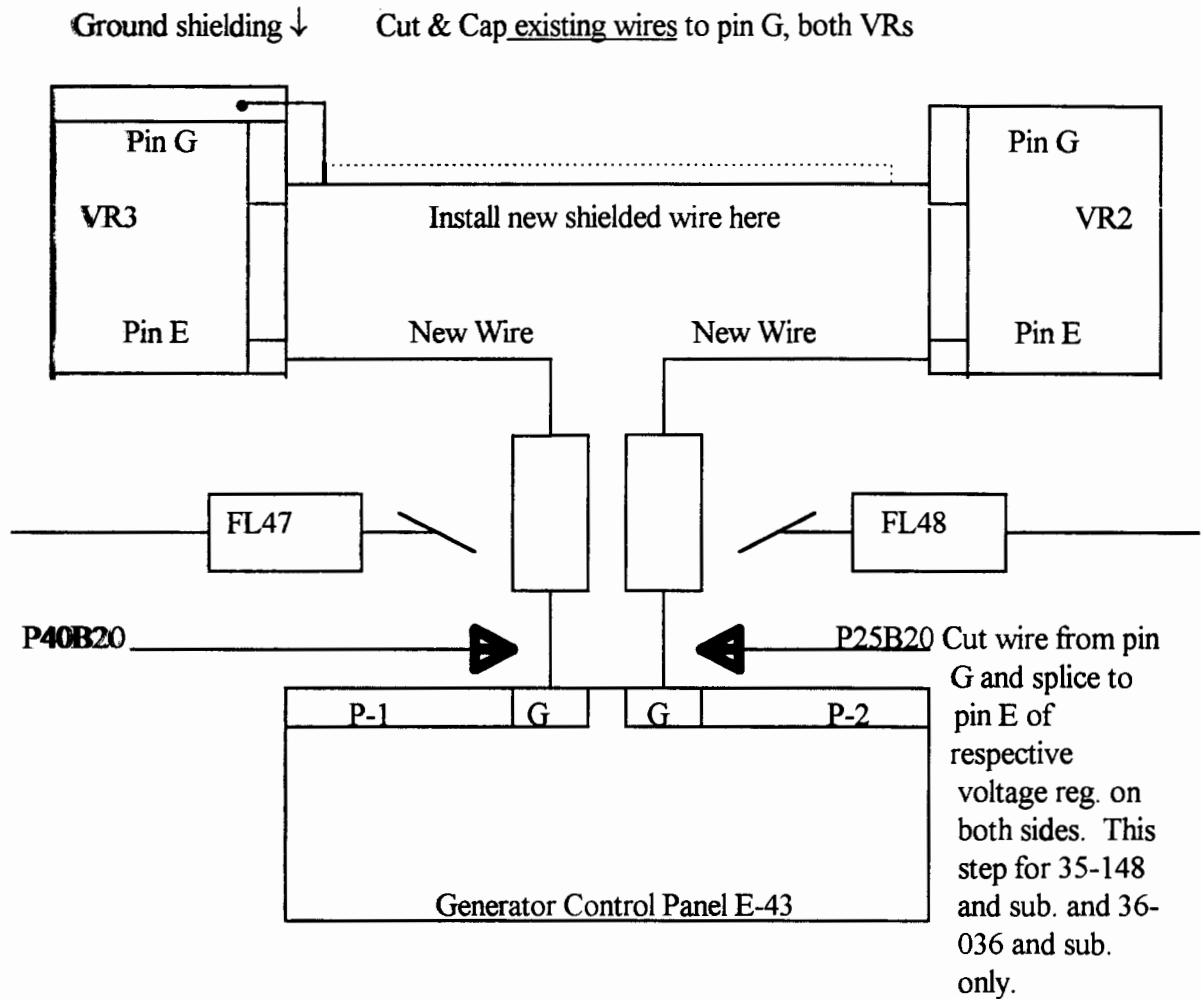 Ground shielding ↓ Cut & Cap existing wires to pin G, both VRs
Pin G
Pin G
VR3
Install new shielded wire here
VR2
Pin E
New Wire
New Wire
Pin E
FL47
FL48
P40B20
P25B20 Cut wire from pin
G and splice to
pin E of
respective
voltage reg. on
both sides. This
step for 35-148
and sub. and 36-
036 and sub.
only.
P-1
G
G
P-2
Generator Control Panel E-43